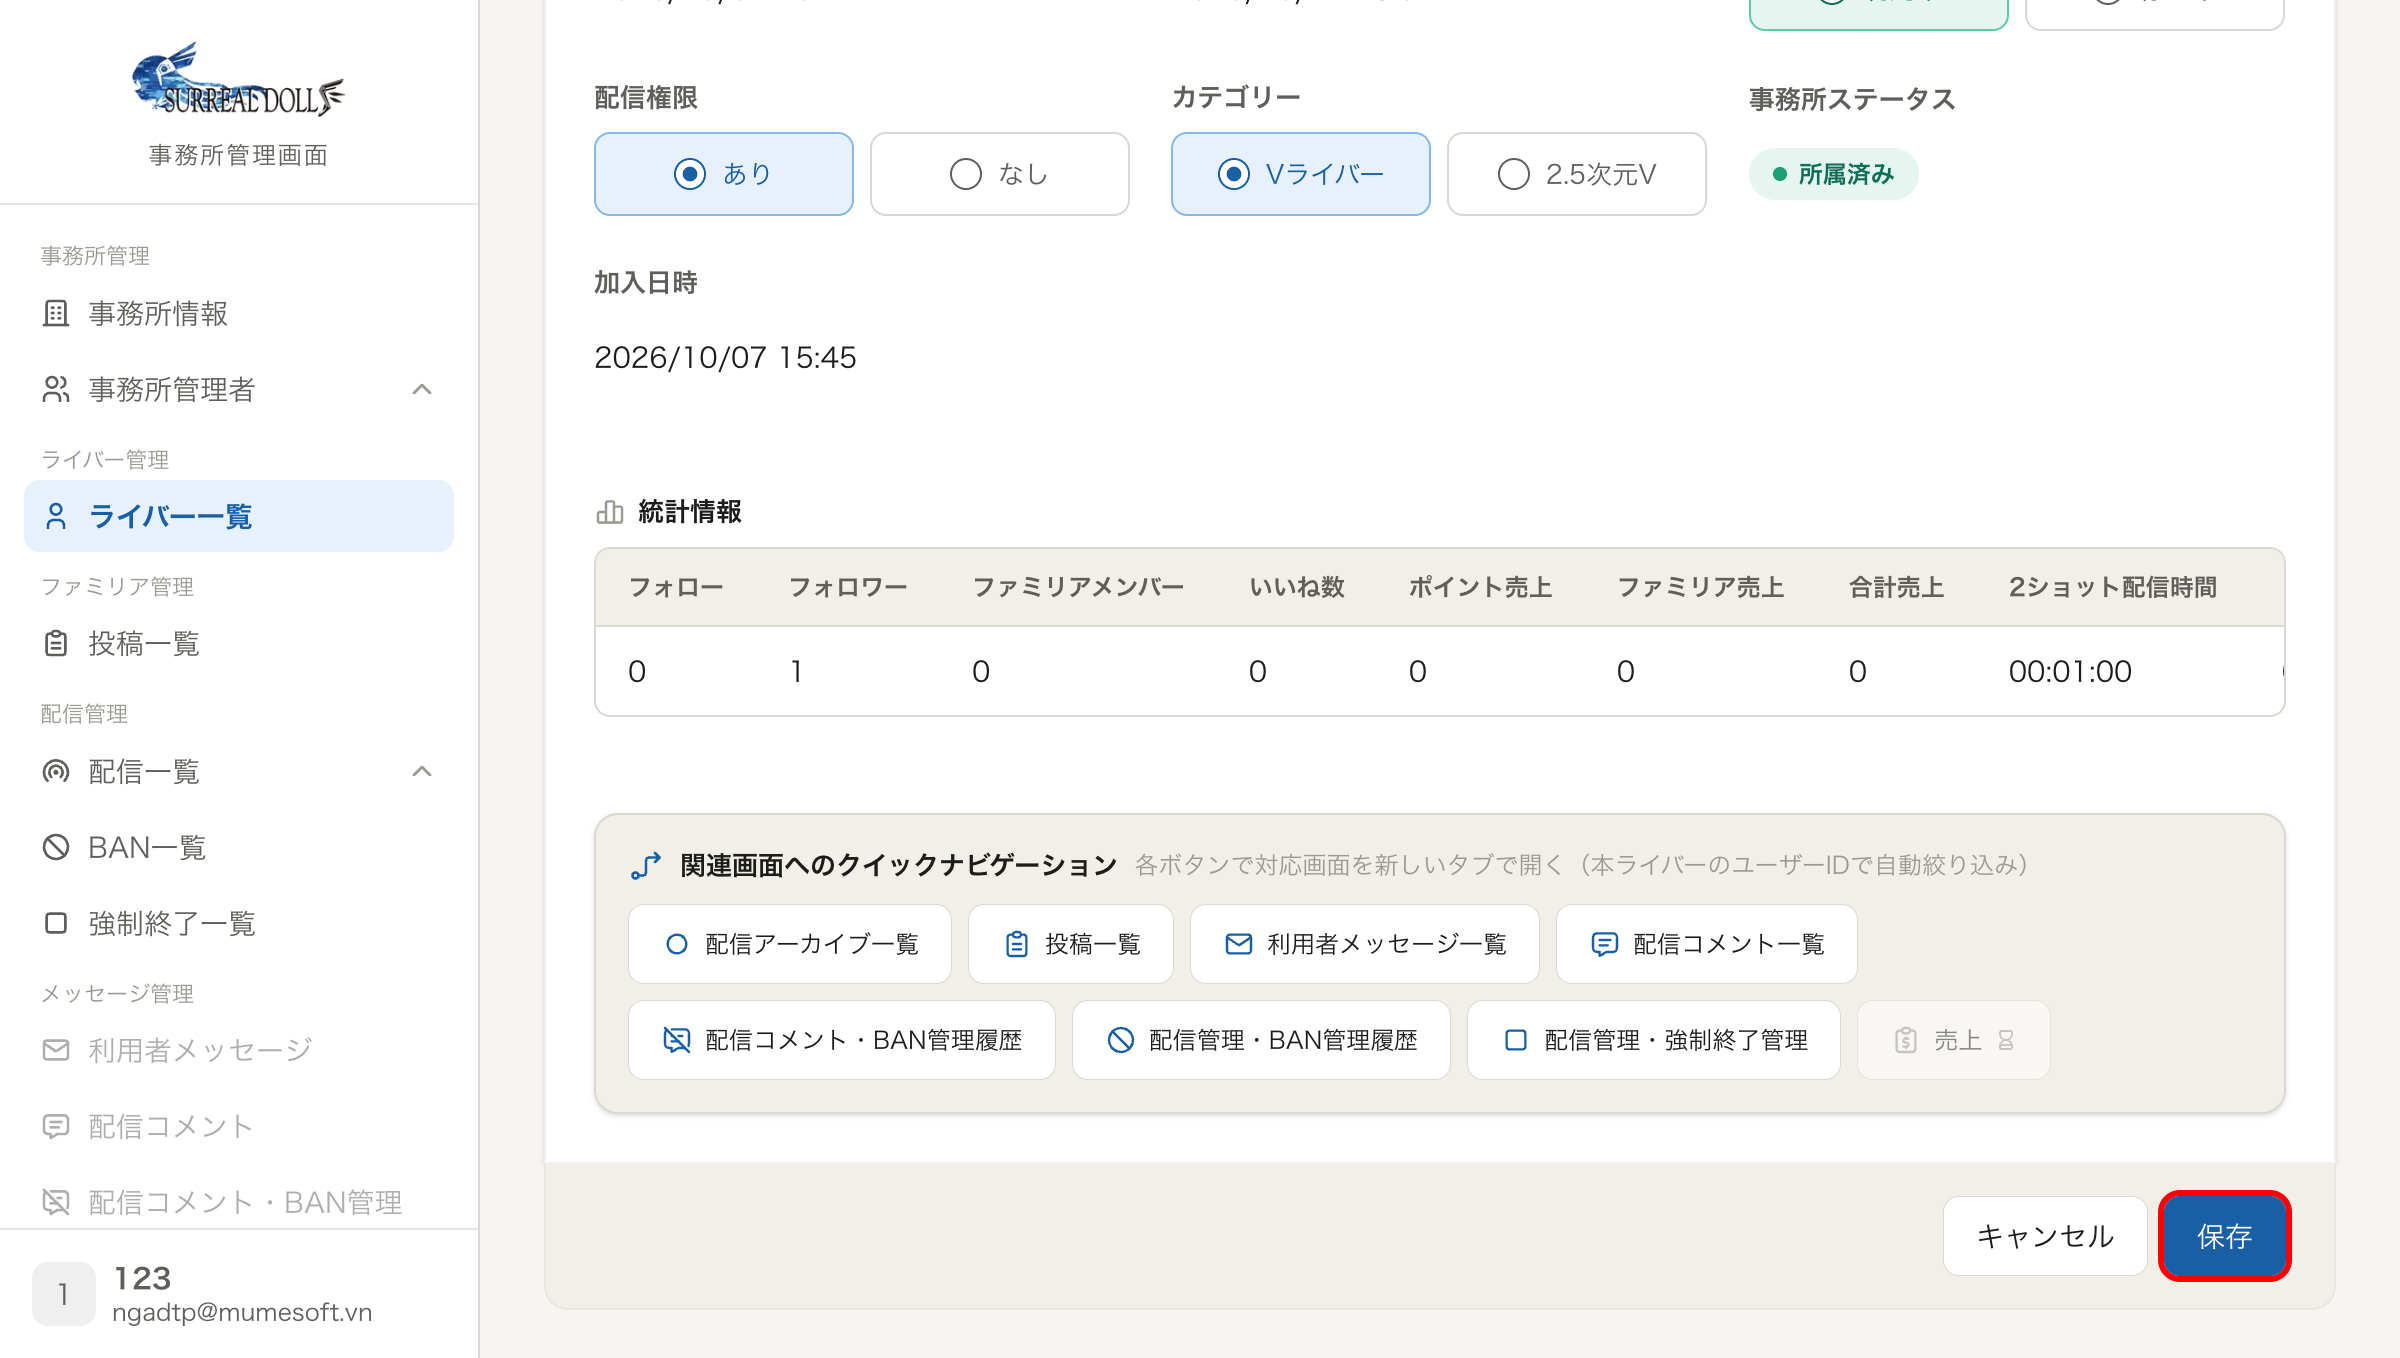 SURREAL DOLL
事務所管理画面
事務所管理
事務所情報
事務所管理者
ライバー管理
ライバー一覧
ファミリア管理
投稿一覧
配信管理
配信一覧
BAN一覧
強制終了一覧
メッセージ管理
利用者メッセージ
配信コメント
配信コメント・BAN管理
1
123
ngadtp@mumesoft.vn
配信権限
あり
なし
カテゴリー
Vライバー
2.5次元V
事務所ステータス
所属済み
加入日時
2026/10/07 15:45
統計情報
フォロー フォロワー ファミリアメンバー いいね数 ポイント売上 ファミリア売上 合計売上 2ショット配信時間
0 1 0 0 0 0 0 00:01:00
関連画面へのクイックナビゲーション 各ボタンで対応画面を新しいタブで開く（本ライバーのユーザーIDで自動絞り込み）
配信アーカイブ一覧 投稿一覧 利用者メッセージ一覧 配信コメント一覧
配信コメント・BAN管理履歴 配信管理・BAN管理履歴 配信管理・強制終了管理 売上
キャンセル 保存